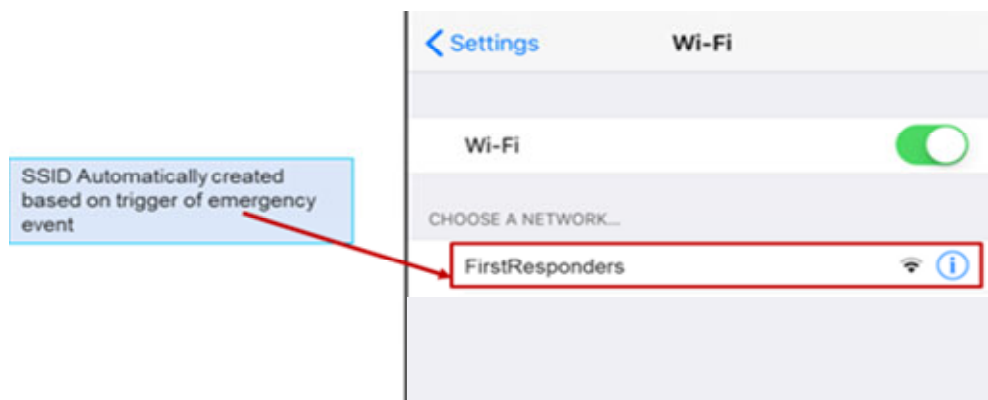 Settings
Wi-Fi
Wi-Fi
SSID Automatically created
based on trigger of emergency
event
CHOOSE A NETWORK...
FirstResponders